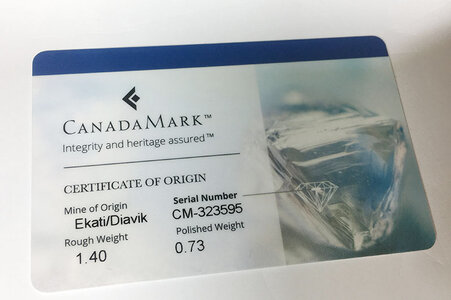 CANADAMARK™
Integrity and heritage assured™
CERTIFICATE OF ORIGIN
Mine of Origin
Serial Number
Ekati/Diavik
CM-323595
Rough Weight
Polished Weight
1.40
0.73